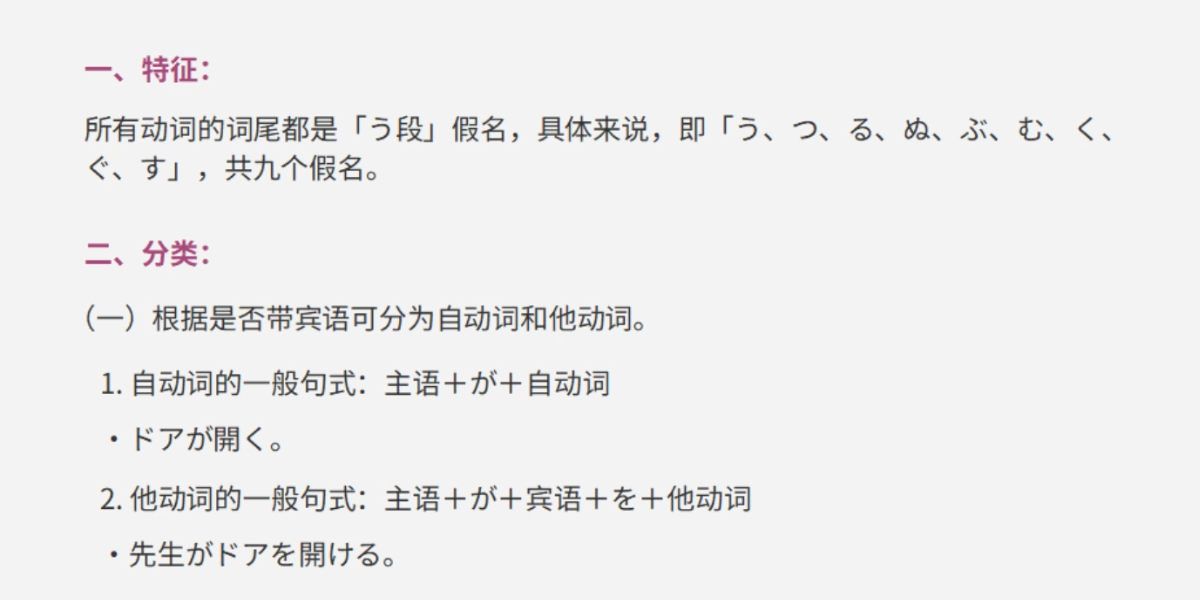 一、特征：
所有动词的词尾都是「う段」假名，具体来说，即「う、つ、る、ぬ、ぶ、む、く、
ぐ、す」，共九个假名。
二、分类：
（一）根据是否带宾语可分为自动词和他动词。
1. 自动词的一般句式：主语＋が＋自动词
・ドアが開く。
2. 他动词的一般句式：主语＋が＋宾语＋を＋他动词
・先生がドアを開ける。